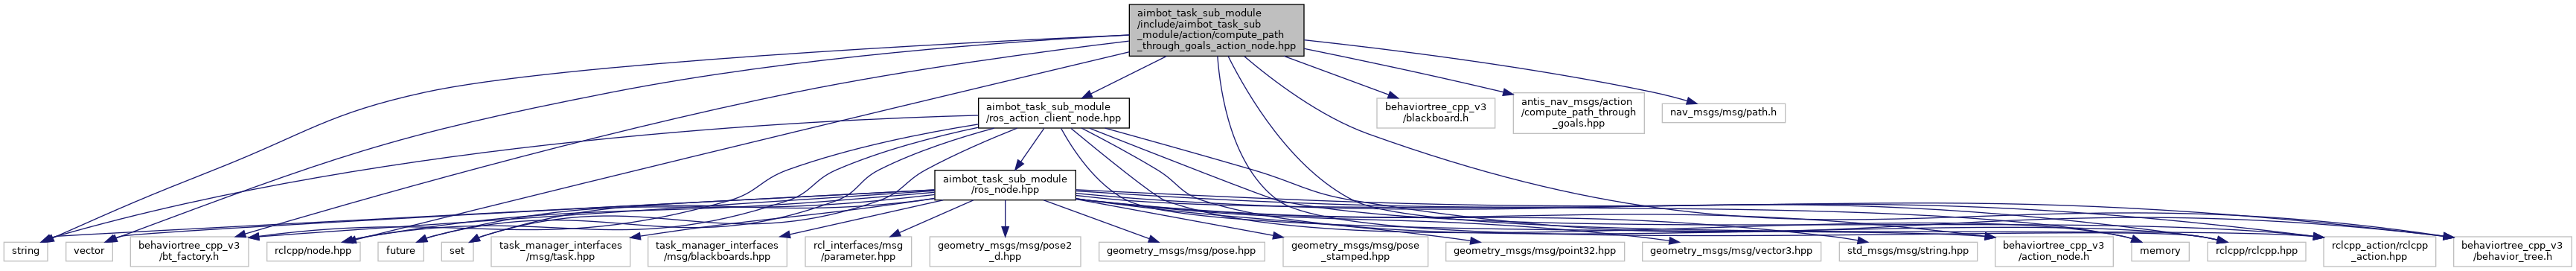 aimbot_task_sub_module
/include/aimbot_task_sub
_module/action/compute_path
_through_goals_action_node.hpp
aimbot_task_sub_module
/ros_action_client_node.hpp
behaviortree_cpp_v3
/blackboard.h
antis_nav_msgs/action
/compute_path_through
_goals.hpp
nav_msgs/msg/path.h
aimbot_task_sub_module
/ros_node.hpp
string
vector
behaviortree_cpp_v3
/bt_factory.h
rclcpp/node.hpp
future
set
task_manager_interfaces
/msg/task.hpp
task_manager_interfaces
/msg/blackboards.hpp
rcl_interfaces/msg
/parameter.hpp
geometry_msgs/msg/pose2
_d.hpp
geometry_msgs/msg/pose.hpp
geometry_msgs/msg/pose
_stamped.hpp
geometry_msgs/msg/point32.hpp
geometry_msgs/msg/vector3.hpp
std_msgs/msg/string.hpp
behaviortree_cpp_v3
/action_node.h
memory
rclcpp/rclcpp.hpp
rclcpp_action/rclcpp
_action.hpp
behaviortree_cpp_v3
/behavior_tree.h